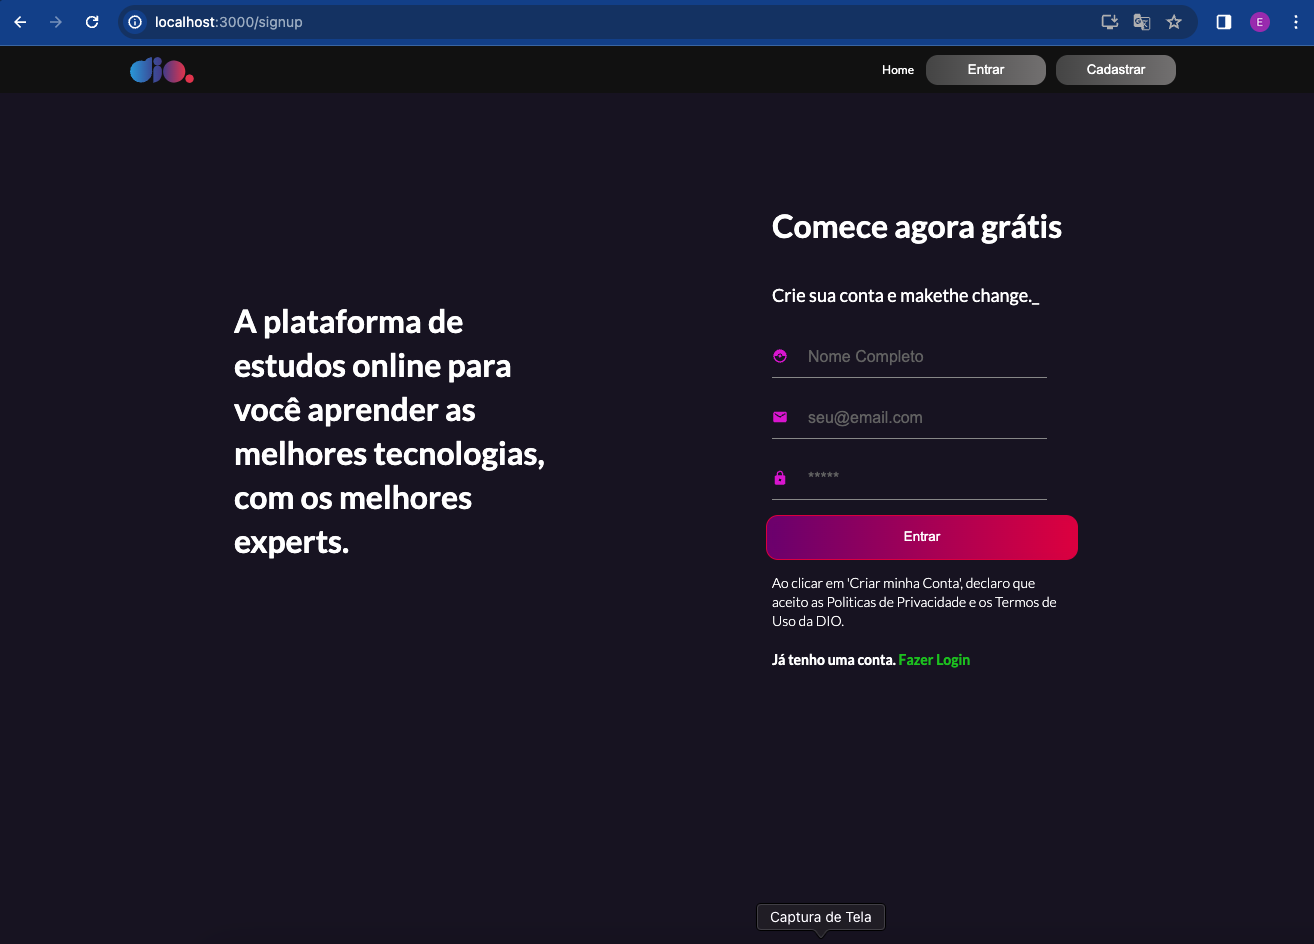 localhost:3000/signup
E
dio.
Home
Entrar
Cadastrar
A plataforma de
estudos online para
você aprender as
melhores tecnologias,
com os melhores
experts.
Comece agora grátis
Crie sua conta e makethe change._
Nome Completo
seu@email.com
*****
Entrar
Ao clicar em 'Criar minha Conta', declaro que
aceito as Politicas de Privacidade e os Termos de
Uso da DIO.
Já tenho uma conta. Fazer Login
Captura de Tela